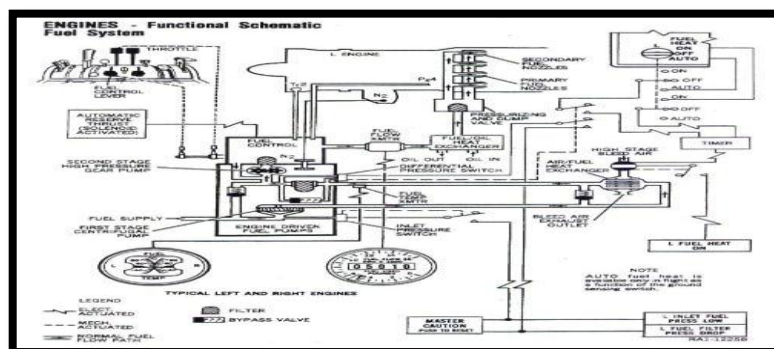 ENGINES - Functional Schematic
Fuel System
THROTTLE
FUEL
CONTROL
LEVER
AUTOMATIC
RESERVE
THRUST
(SOLENOID
ACTIVATED)
L ENGINE
N2
SECONDARY
FUEL
NOZZLES
PRIMARY
FUEL
NOZZLES
PRESSURIZING
AND DUMP
VALVE
FUEL HEAT
ON
OFF
AUTO
ON
OFF
AUTO
ON
OFF
AUTO
TIMER
FUEL
CONTROL
FUEL
FLOW
XMTR
FUEL/OIL
HEAT
EXCHANGER
OIL OUT
OIL IN
HIGH STAGE
BLEED AIR
AIR/FUEL
HEAT
EXCHANGER
SECOND STAGE
HIGH PRESSURE
GEAR PUMP
N2
DIFFERENTIAL
PRESSURE SWITCH
FUEL
TEMP
XMTR
FUEL SUPPLY
FIRST STAGE
CENTRIFUGAL
PUMP
ENGINE DRIVEN
FUEL PUMPS
INLET
PRESSURE
SWITCH
BLEED AIR
EXHAUST
OUTLET
L FUEL HEAT
ON
FUEL
L
R
TEMP
05010
TYPICAL LEFT AND RIGHT ENGINES
NOTE
AUTO fuel heat is
available only in flight as
a function of the ground
sensing switch.
LEGEND
ELECT.
ACTUATED
MECH.
ACTUATED
NORMAL FUEL
FLOW PATH
FILTER
BYPASS VALVE
MASTER
CAUTION
PUSH TO RESET
L INLET FUEL
PRESS LOW
L FUEL FILTER
PRESS DROP